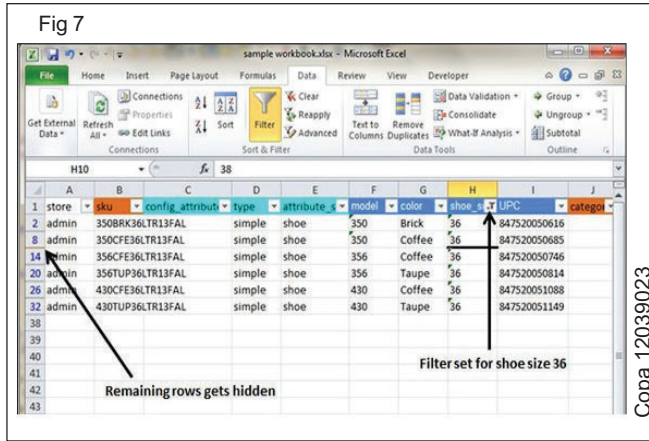 Fig 7
sample workbook.xlsx - Microsoft Excel
File Home Insert Page Layout Formulas Data Review View Developer
Get External Data Refresh All Connections Properties Edit Links Sort Filter Clear Reapply Advanced Text to Columns Remove Duplicates Data Validation Consolidate What-If Analysis Group Ungroup Subtotal
Connections Sort & Filter Data Tools Outline
H10 fx 38
A B C D E F G H I J
1 store sku config_attribut type attribute_s model color shoe_si UPC categor
2 admin 350BRK36LTR13FAL simple shoe 350 Brick 36 847520050616
8 admin 350CFE36LTR13FAL simple shoe 350 Coffee 36 847520050685
14 admin 356CFE36LTR13FAL simple shoe 356 Coffee 36 847520050746
20 admin 356TUP36LTR13FAL simple shoe 356 Taupe 36 847520050814
26 admin 430CFE36LTR13FAL simple shoe 430 Coffee 36 847520051088
32 admin 430TUP36LTR13FAL simple shoe 430 Taupe 36 847520051149
38
39
40
41
42
43
Filter set for shoe size 36
Remaining rows gets hidden
Copa 12039023